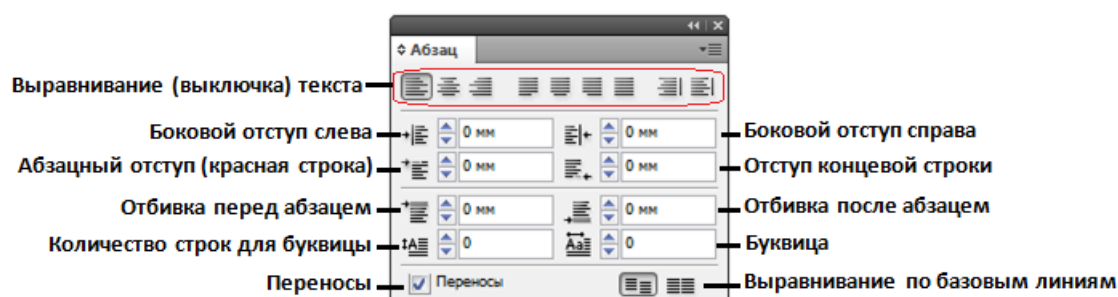 Абзац
Выравнивание (выключка) текста
Боковой отступ слева
0 мм
0 мм
Боковой отступ справа
Абзацный отступ (красная строка)
0 мм
0 мм
Отступ концевой строки
Отбивка перед абзацем
0 мм
0 мм
Отбивка после абзацем
Количество строк для буквицы
0
0
Буквица
Переносы
Переносы
Выравнивание по базовым линиям